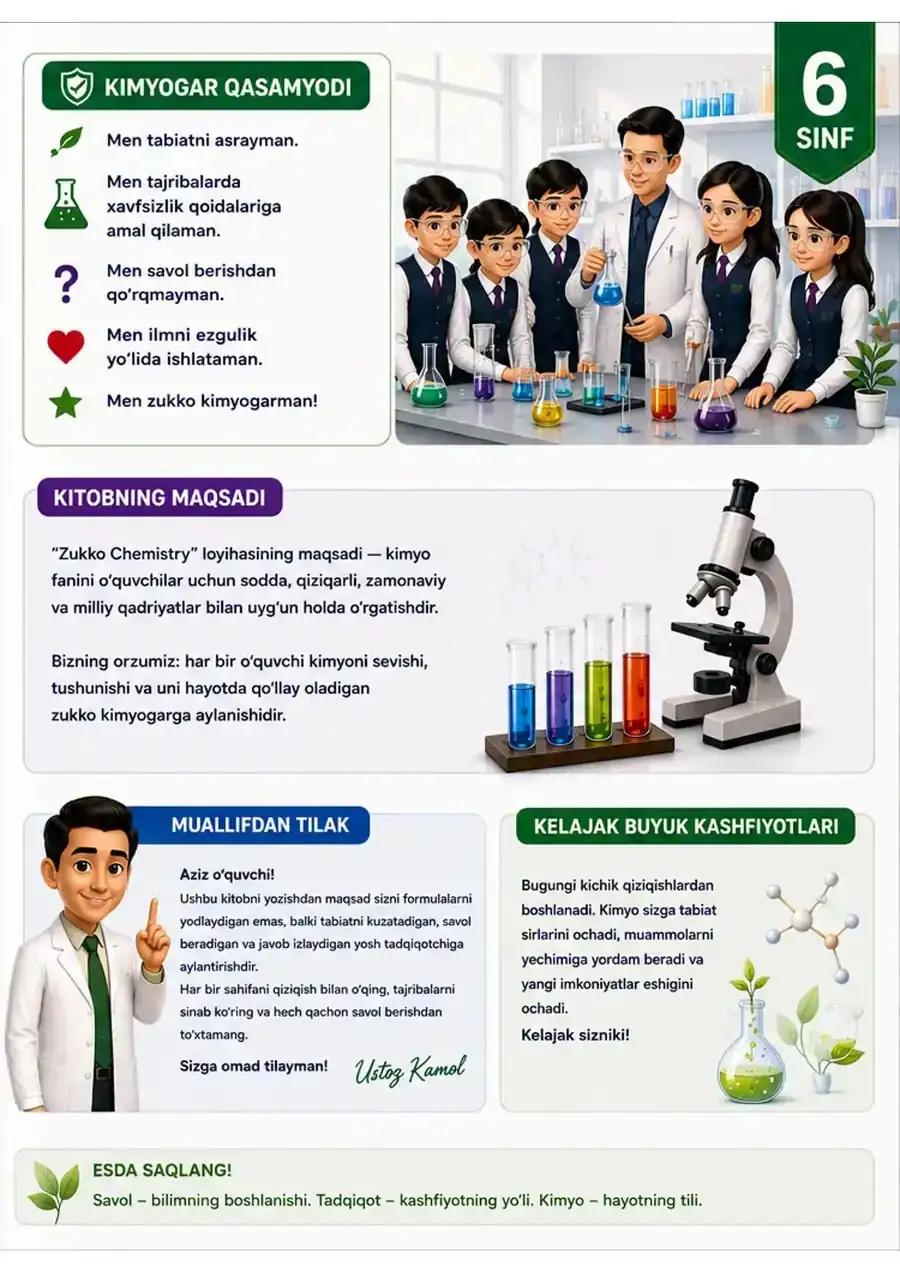 KIMYOGAR QASAMYODI
Men tabiatni asrayman.
Men tajribalarda
xavfsizlik qoidalariga
amal qilaman.
Men savol berishdan
qo‘rqmayman.
Men ilmni ezgulik
yo‘lida ishlataman.
Men zukko kimyogarman!
6
SINF
KITOBNING MAQSADI
“Zukko Chemistry” loyihasining maqsadi — kimyo
fanini o‘quvchilar uchun sodda, qiziqarli, zamonaviy
va milliy qadriyatlar bilan uyg‘un holda o‘rgatishdir.
Bizning orzumiz: har bir o‘quvchi kimyoni sevishi,
tushunishi va uni hayotda qo‘llay oladigan
zukko kimyogarga aylanishidir.
MUALLIFDAN TILAK
Aziz o‘quvchi!
Ushbu kitobni yozishdan maqsad sizni formulalarni
yodlaydigan emas, balki tabiatni kuzatadigan, savol
beradigan va javob izlaydigan yosh tadqiqotchiga
aylantirishdir.
Har bir sahifani qiziqish bilan o‘qing, tajribalarni
sinab ko‘ring va hech qachon savol berishdan
to‘xtamang.
Sizga omad tilayman!
Ustoz Kamol
KELAJAK BUYUK KASHFIYOTLARI
Bugungi kichik qiziqishlardan
boshlanadi. Kimyo sizga tabiat
sirlarini ochadi, muammolarni
yechimiga yordam beradi va
yangi imkoniyatlar eshigini
ochadi.
Kelajak sizniki!
ESDA SAQLANG!
Savol – bilimning boshlanishi. Tadqiqot – kashfiyotning yo‘li. Kimyo – hayotning tili.